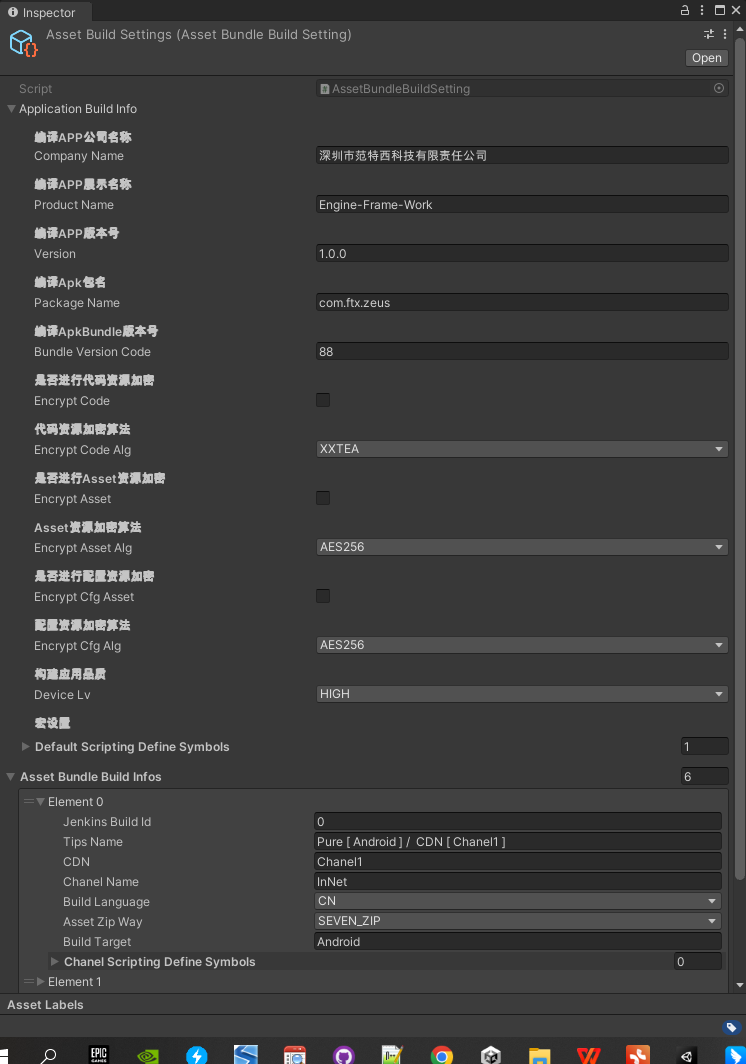 Inspector
Asset Build Settings (Asset Bundle Build Setting)
Open
Script AssetBundleBuildSetting
Application Build Info
编译APP公司名称
Company Name 深圳市范特西科技有限责任公司
编译APP展示名称
Product Name Engine-Frame-Work
编译APP版本号
Version 1.0.0
编译Apk包名
Package Name com.ftx.zeus
编译ApkBundle版本号
Bundle Version Code 88
是否进行代码资源加密
Encrypt Code
代码资源加密算法
Encrypt Code Alg XXTEA
是否进行Asset资源加密
Encrypt Asset
Asset资源加密算法
Encrypt Asset Alg AES256
是否进行配置资源加密
Encrypt Cfg Asset
配置资源加密算法
Encrypt Cfg Alg AES256
构建应用品质
Device Lv HIGH
宏设置
Default Scripting Define Symbols 1
Asset Bundle Build Infos 6
Element 0
Jenkins Build Id 0
Tips Name Pure [ Android ] / CDN [ Chanel1 ]
CDN Chanel1
Chanel Name InNet
Build Language CN
Asset Zip Way SEVEN_ZIP
Build Target Android
Chanel Scripting Define Symbols 0
Element 1
Asset Labels
EPIC
GAMES